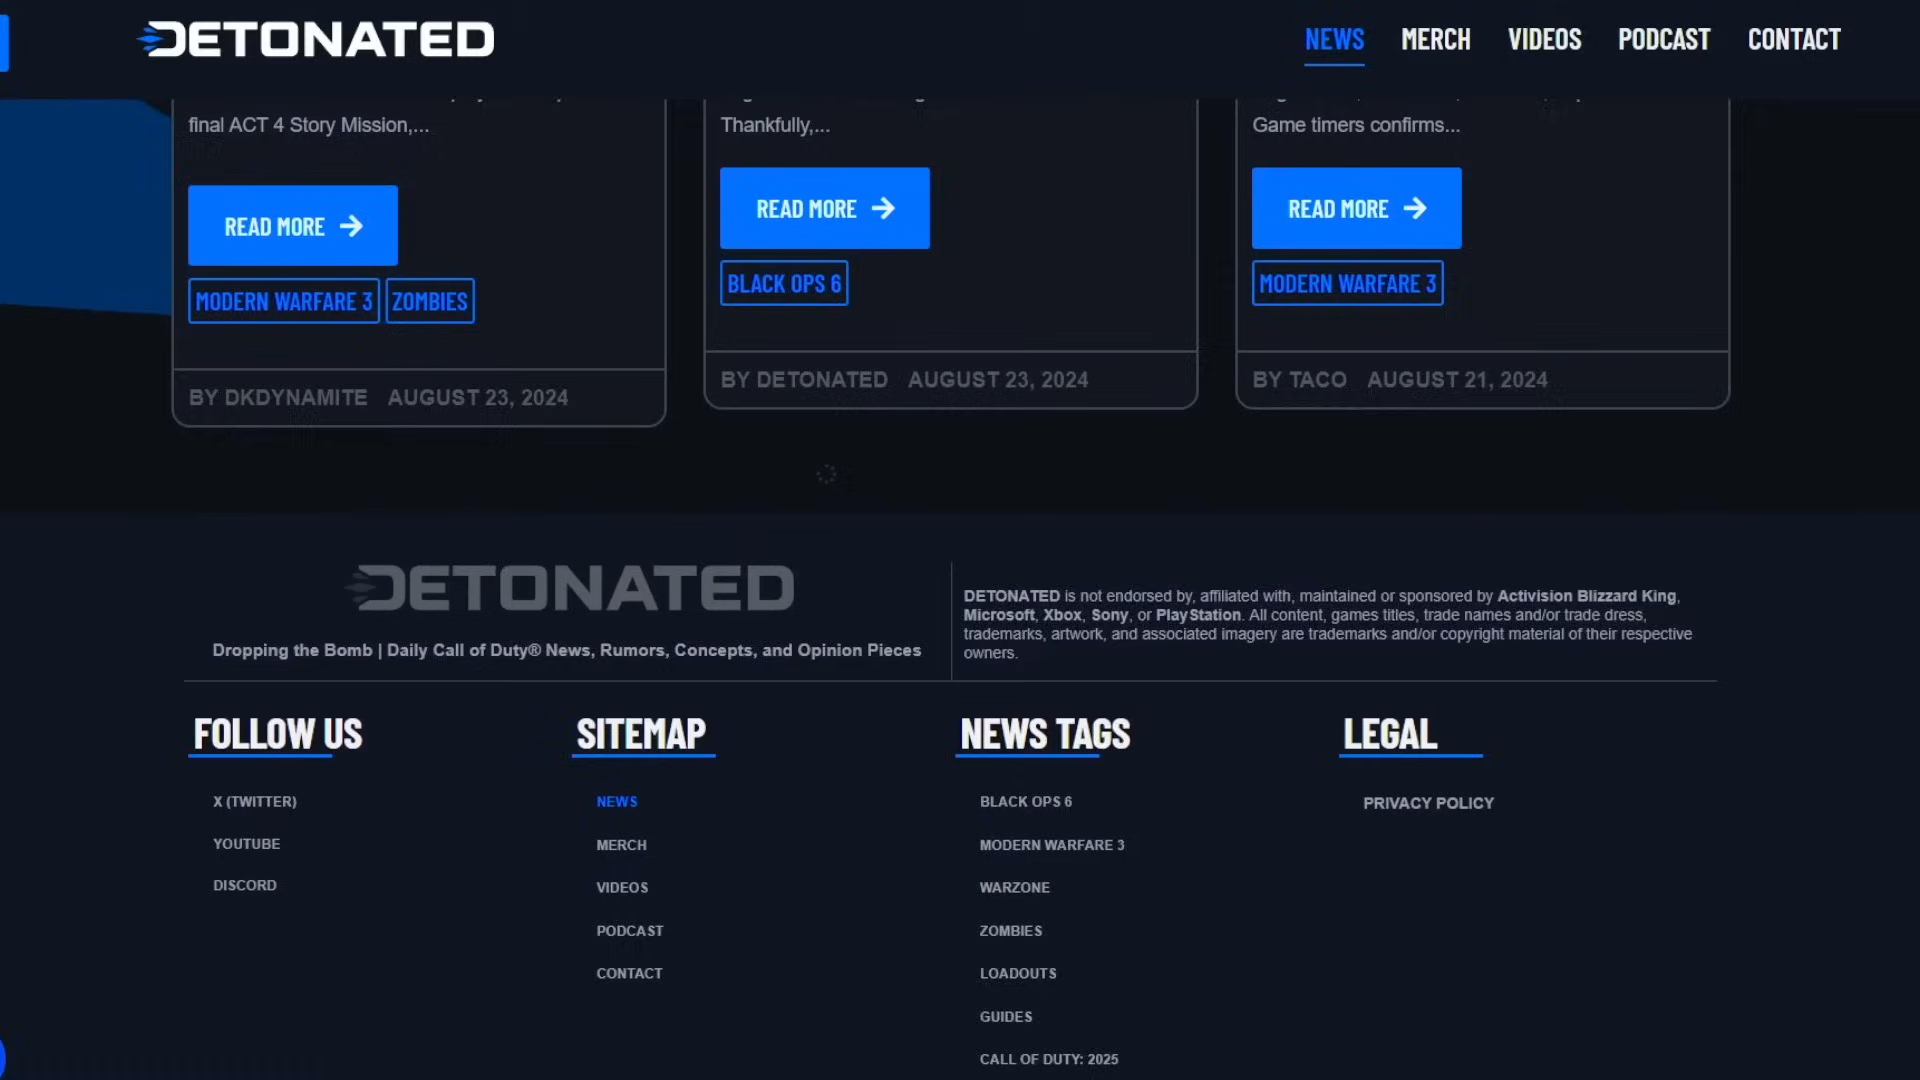 DETONATED
NEWS MERCH VIDEOS PODCAST CONTACT
final ACT 4 Story Mission,...
READ MORE
MODERN WARFARE 3 ZOMBIES
BY DKDYNAMITE AUGUST 23, 2024
Thankfully,...
READ MORE
BLACK OPS 6
BY DETONATED AUGUST 23, 2024
Game timers confirms...
READ MORE
MODERN WARFARE 3
BY TACO AUGUST 21, 2024
DETONATED
Dropping the Bomb | Daily Call of Duty® News, Rumors, Concepts, and Opinion Pieces
DETONATED is not endorsed by, affiliated with, maintained or sponsored by Activision Blizzard King,
Microsoft, Xbox, Sony, or PlayStation. All content, games titles, trade names and/or trade dress,
trademarks, artwork, and associated imagery are trademarks and/or copyright material of their respective
owners.
FOLLOW US
X (TWITTER)
YOUTUBE
DISCORD
SITEMAP
NEWS
MERCH
VIDEOS
PODCAST
CONTACT
NEWS TAGS
BLACK OPS 6
MODERN WARFARE 3
WARZONE
ZOMBIES
LOADOUTS
GUIDES
CALL OF DUTY: 2025
LEGAL
PRIVACY POLICY